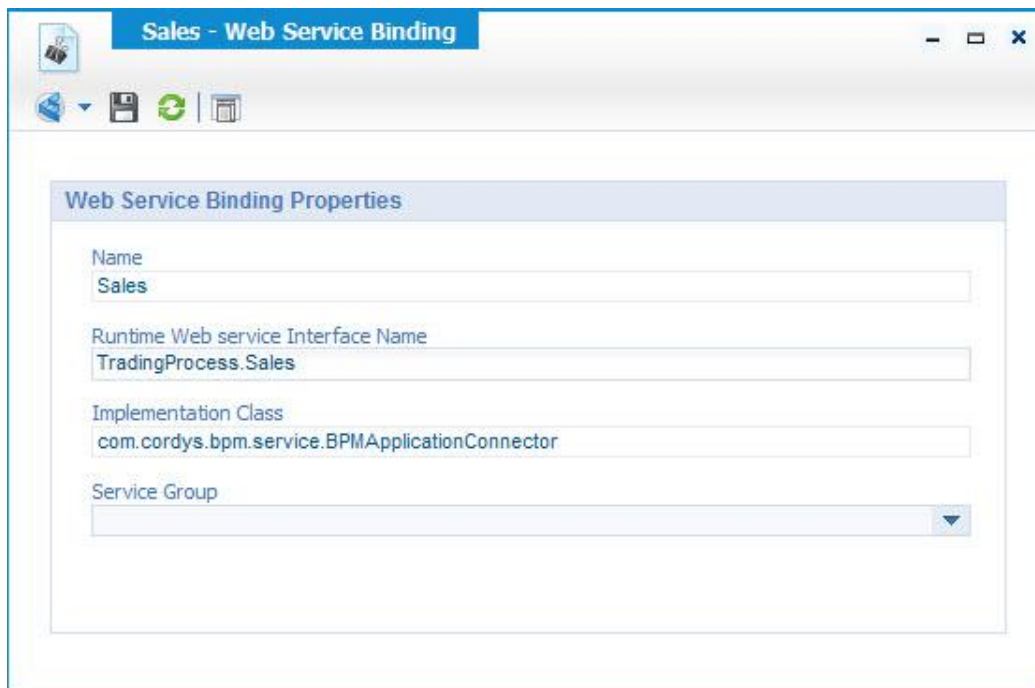 Sales - Web Service Binding
Web Service Binding Properties
Name
Sales
Runtime Web service Interface Name
TradingProcess.Sales
Implementation Class
com.cordys.bpm.service.BPMApplicationConnector
Service Group